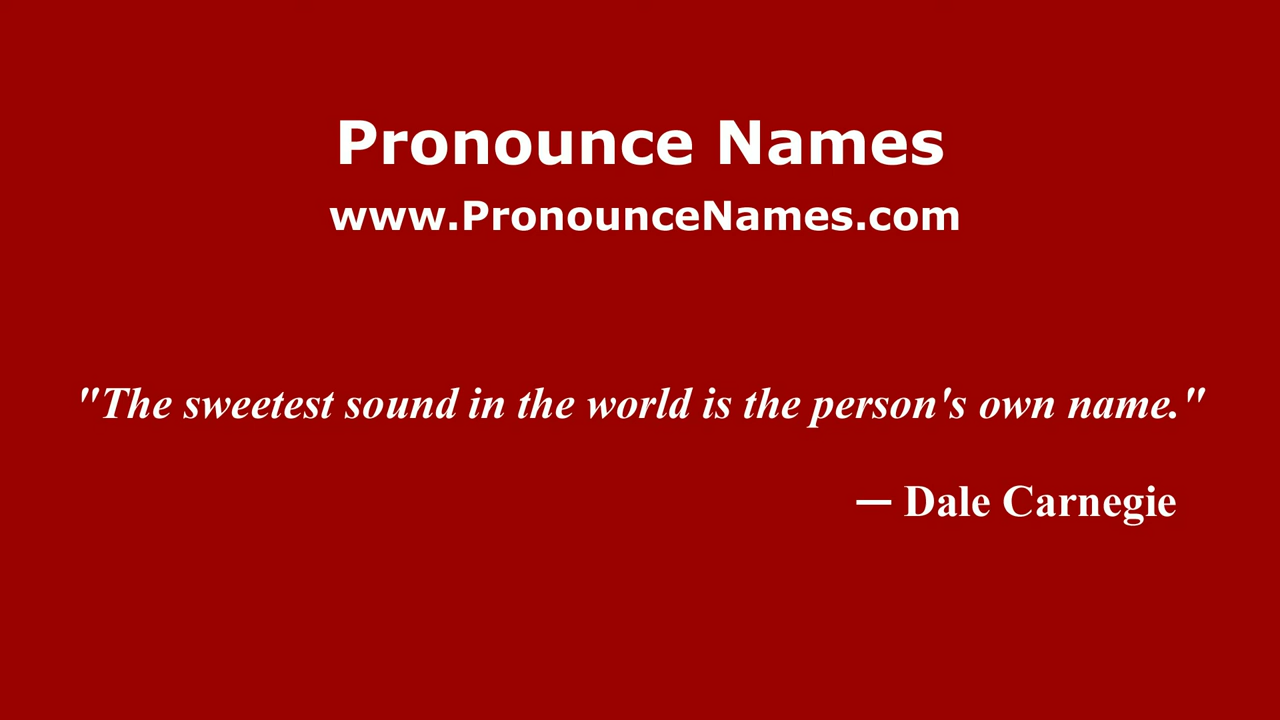 Pronounce Names
www.PronounceNames.com
"The sweetest sound in the world is the person's own name."
— Dale Carnegie